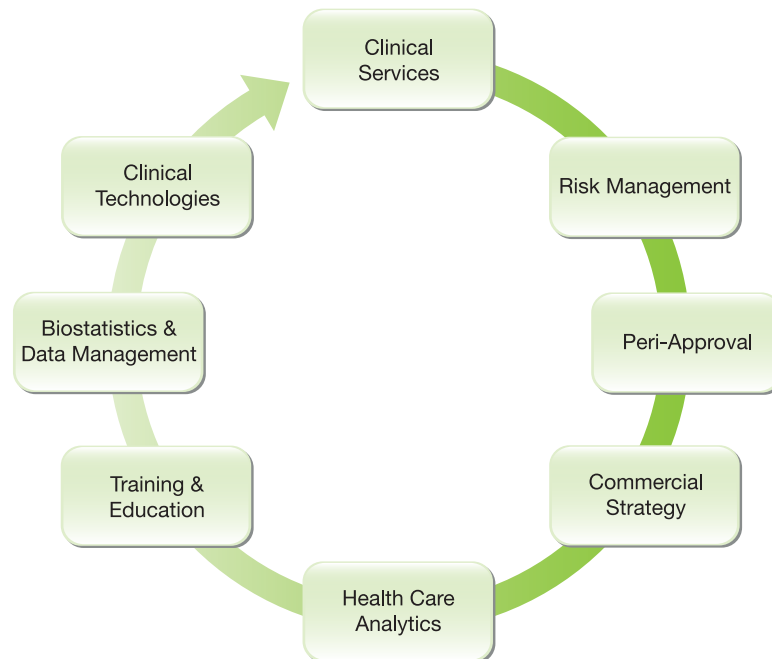 Clinical
Services
Risk Management
Peri-Approval
Commercial
Strategy
Health Care
Analytics
Training &
Education
Biostatistics &
Data Management
Clinical
Technologies